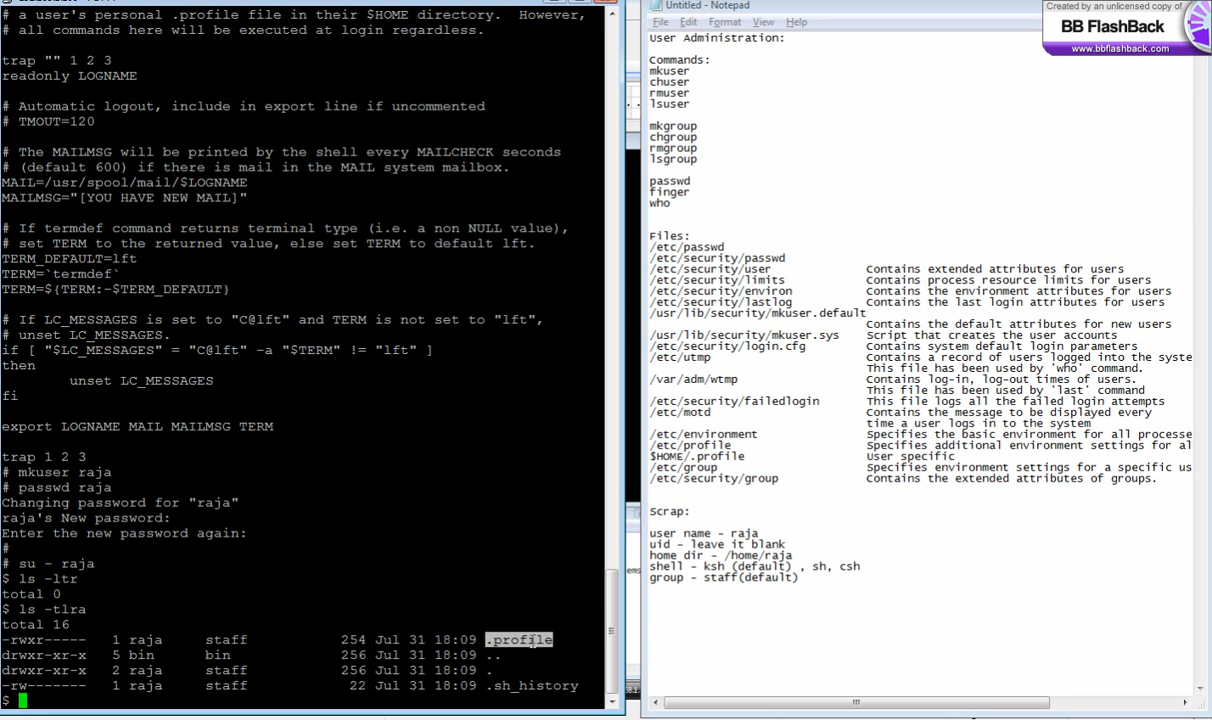 # a user's personal .profile file in their $HOME directory.  However,
# all commands here will be executed at login regardless.
trap "" 1 2 3
readonly LOGNAME
# Automatic logout, include in export line if uncommented
# TMOUT=120
# The MAILMSG will be printed by the shell every MAILCHECK seconds
# (default 600) if there is mail in the MAIL system mailbox.
MAIL=/usr/spool/mail/$LOGNAME
MAILMSG="[YOU HAVE NEW MAIL]"
# If termdef command returns terminal type (i.e. a non NULL value),
# set TERM to the returned value, else set TERM to default lft.
TERM_DEFAULT=lft
TERM=`termdef`
TERM=${TERM:-$TERM_DEFAULT}
# If LC_MESSAGES is set to "C@lft" and TERM is not set to "lft",
# unset LC_MESSAGES.
if [ "$LC_MESSAGES" = "C@lft" -a "$TERM" != "lft" ]
then
unset LC_MESSAGES
fi
export LOGNAME MAIL MAILMSG TERM
trap 1 2 3
# mkuser raja
# passwd raja
Changing password for "raja"
raja's New password:
Enter the new password again:
#
# su - raja
$ ls -ltr
total 0
$ ls -tlra
total 16
-rwxr----- 1 raja staff 254 Jul 31 18:09 .profile
drwxr-xr-x 5 bin bin 256 Jul 31 18:09 ..
drwxr-xr-x 2 raja staff 256 Jul 31 18:09 .
-rw------- 1 raja staff 22 Jul 31 18:09 .sh_history
$
Untitled - Notepad
File Edit Format View Help
User Administration:
Commands:
mkuser
chuser
rmuser
lsuser
mkgroup
chgroup
rmgroup
lsgroup
passwd
finger
who
Files:
/etc/passwd
/etc/security/passwd
/etc/security/user Contains extended attributes for users
/etc/security/limits Contains process resource limits for users
/etc/security/environ Contains the environment attributes for users
/etc/security/lastlog Contains the last login attributes for users
/usr/lib/security/mkuser.default
Contains the default attributes for new users
/usr/lib/security/mkuser.sys Script that creates the user accounts
/etc/security/login.cfg Contains system default login parameters
/etc/utmp Contains a record of users logged into the syste
This file has been used by 'who' command.
/var/adm/wtmp Contains log-in, log-out times of users.
This file has been used by 'last' command
/etc/security/failedlogin This file logs all the failed login attempts
/etc/motd Contains the message to be displayed every
time a user logs in to the system
/etc/environment Specifies the basic environment for all processe
/etc/profile Specifies additional environment settings for al
$HOME/.profile User specific
/etc/group Specifies environment settings for a specific us
/etc/security/group Contains the extended attributes of groups.
Scrap:
user name - raja
uid - leave it blank
home dir - /home/raja
shell - ksh (default) , sh, csh
group - staff(default)
Created by an unlicensed copy of
BB FlashBack
www.bbflashback.com